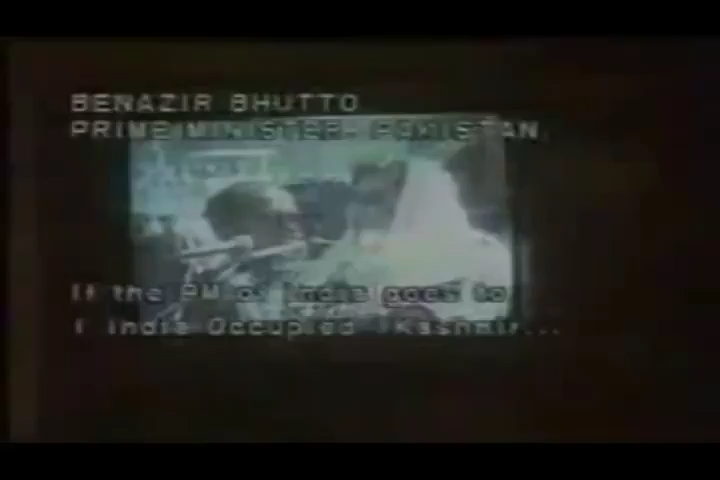 BENAZIR BHUTTO
PRIME MINISTER- PAKISTAN.
If the PM of India goes to
' India Occupied ' Kashmir...